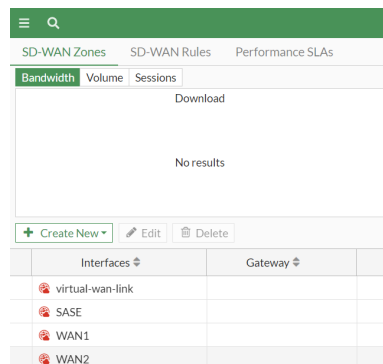 SD-WAN Zones SD-WAN Rules Performance SLAs
Bandwidth Volume Sessions
Download
No results
+ Create New Edit Delete
Interfaces Gateway
virtual-wan-link
SASE
WAN1
WAN2